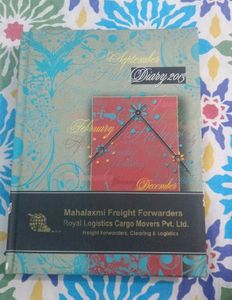 September
Diary 2015
February
December
Mahalaxmi Freight Forwarders
Royal Logistics Cargo Movers Pvt. Ltd.
Freight Forwarders, Clearing & Logistics